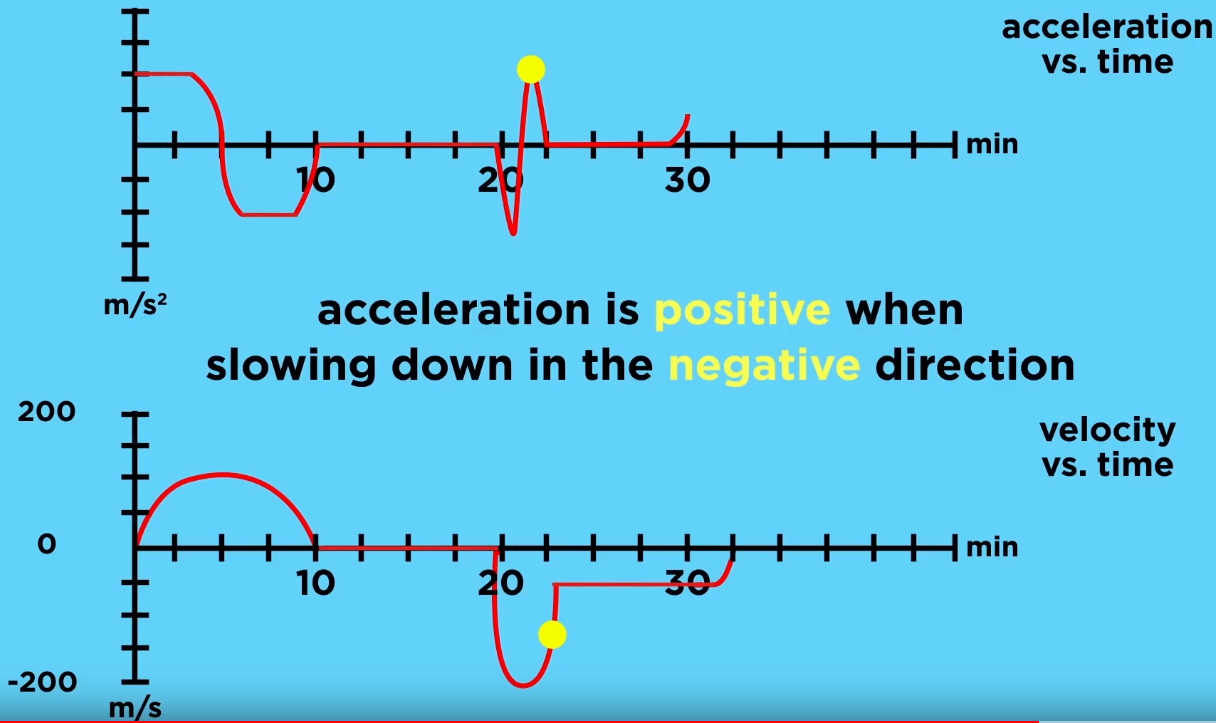 acceleration
vs. time
min
10 20 30
m/s²
acceleration is positive when
slowing down in the negative direction
200
velocity
vs. time
0
min
10 20 30
-200
m/s